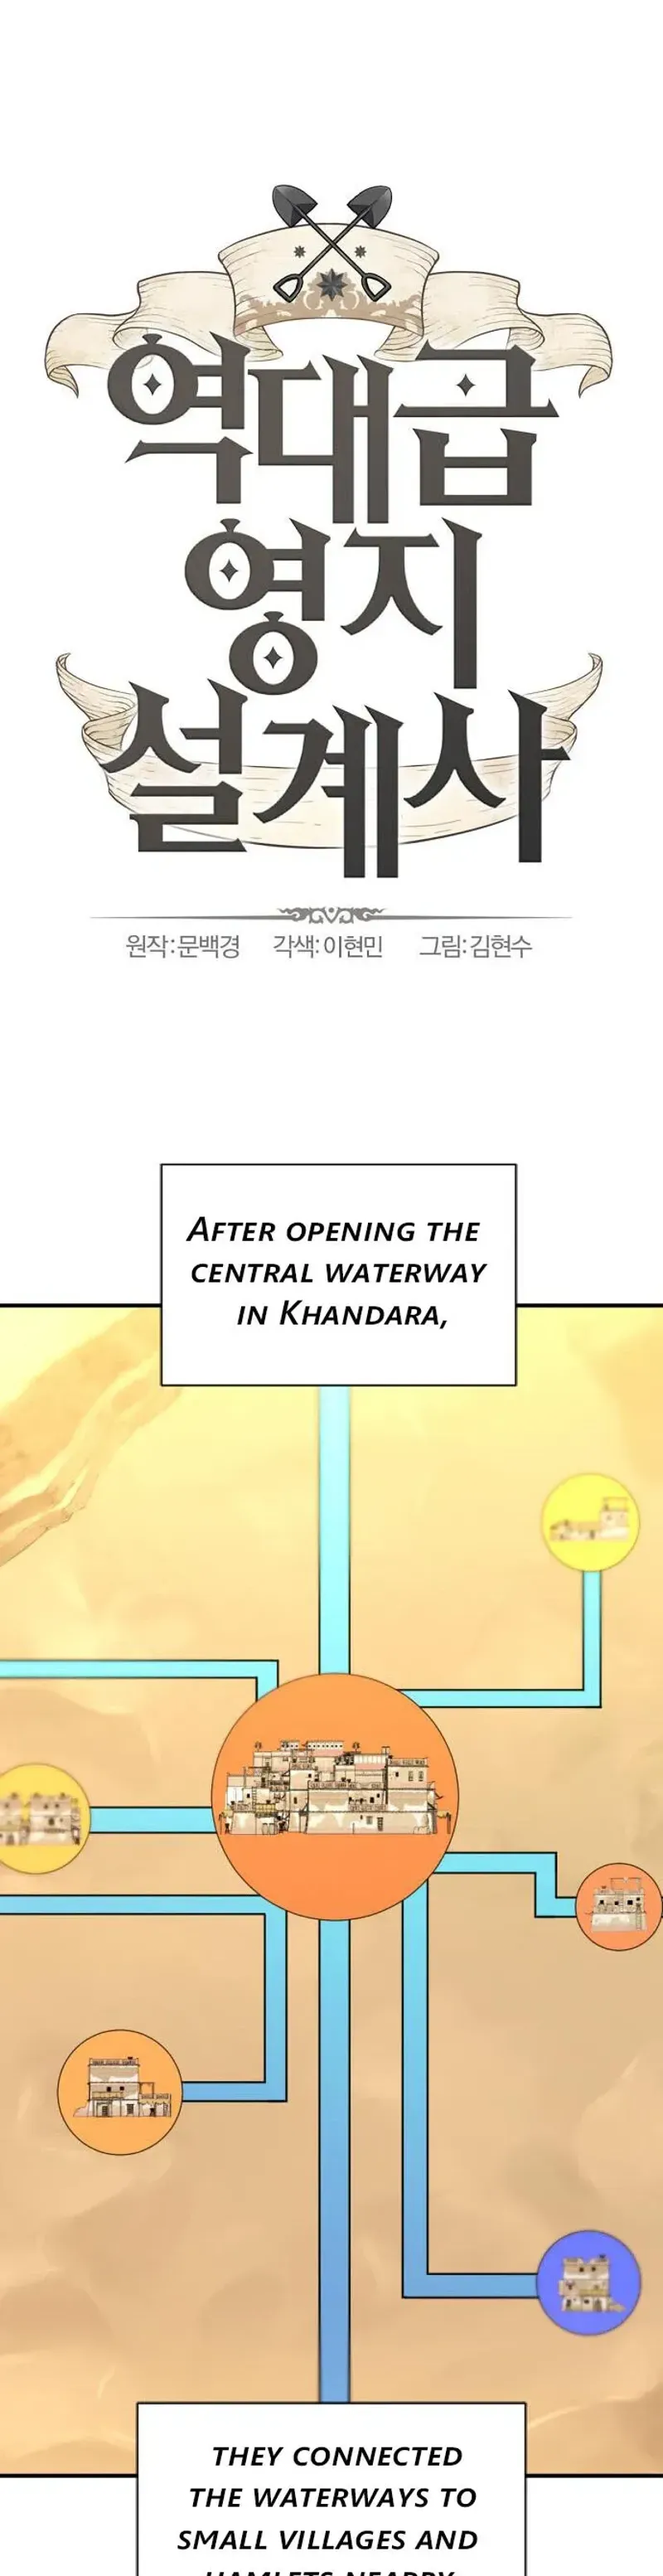 역대급
영지
설계사
원작:문백경 각색:이현민 그림:김현수
AFTER OPENING THE
CENTRAL WATERWAY
IN KHANDARA,
THEY CONNECTED
THE WATERWAYS TO
SMALL VILLAGES AND
HAMLETS NEARBY